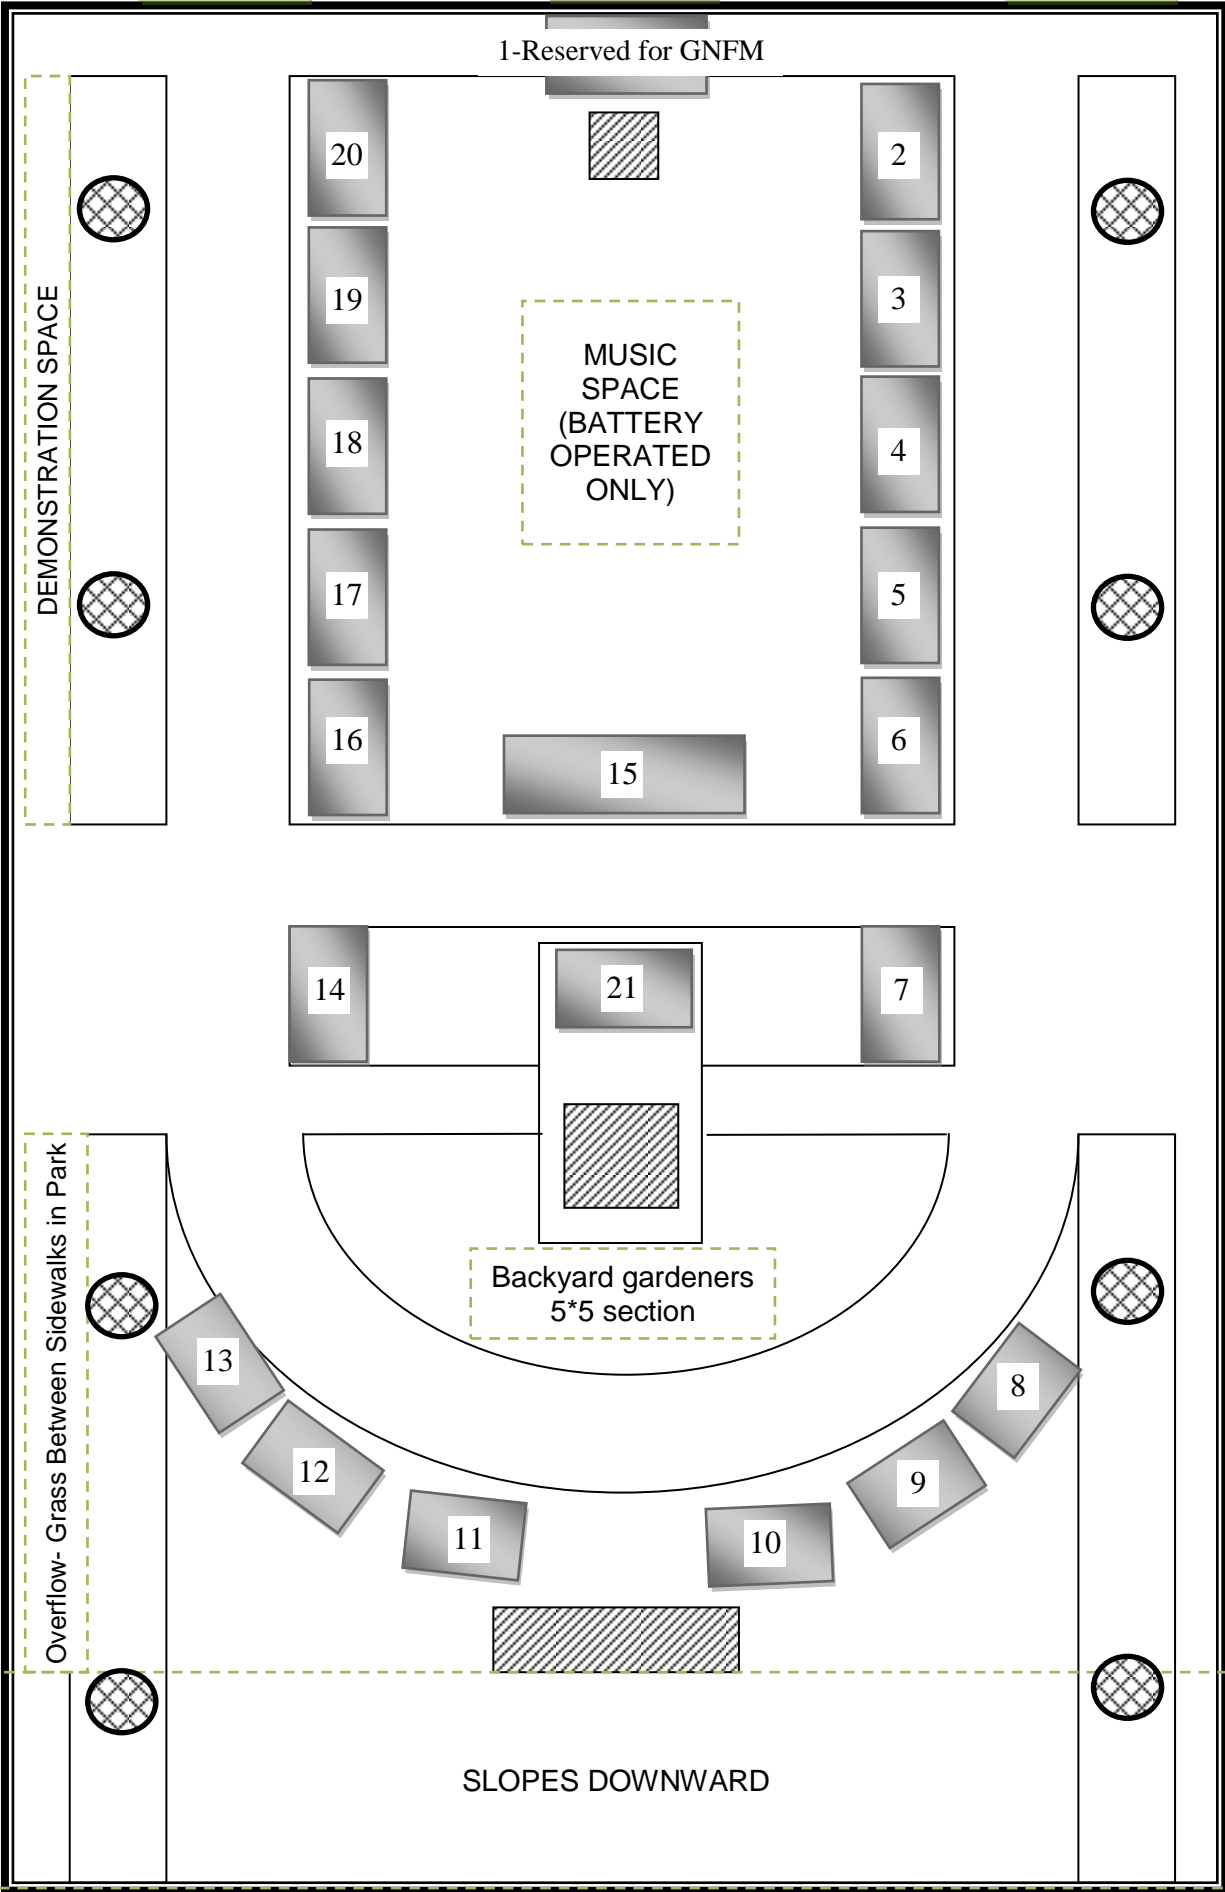 1-Reserved for GNFM
20
2
19
3
DEMONSTRATION SPACE
MUSIC
SPACE
(BATTERY
OPERATED
ONLY)
18
4
17
5
16
15
6
14
21
7
Overflow- Grass Between Sidewalks in Park
Backyard gardeners
5*5 section
13
8
12
9
11
10
SLOPES DOWNWARD